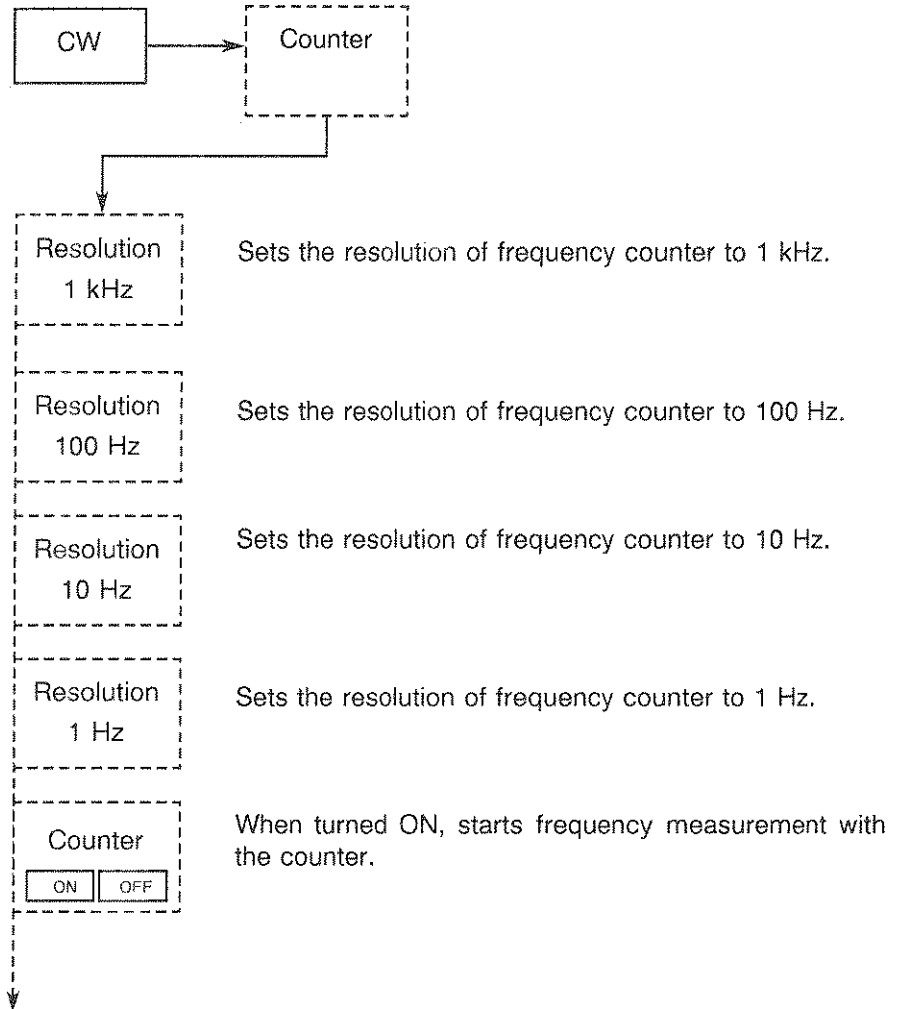 CW
Counter
Resolution
1 kHz
Sets the resolution of frequency counter to 1 kHz.
Resolution
100 Hz
Sets the resolution of frequency counter to 100 Hz.
Resolution
10 Hz
Sets the resolution of frequency counter to 10 Hz.
Resolution
1 Hz
Sets the resolution of frequency counter to 1 Hz.
Counter
ON OFF
When turned ON, starts frequency measurement with
the counter.